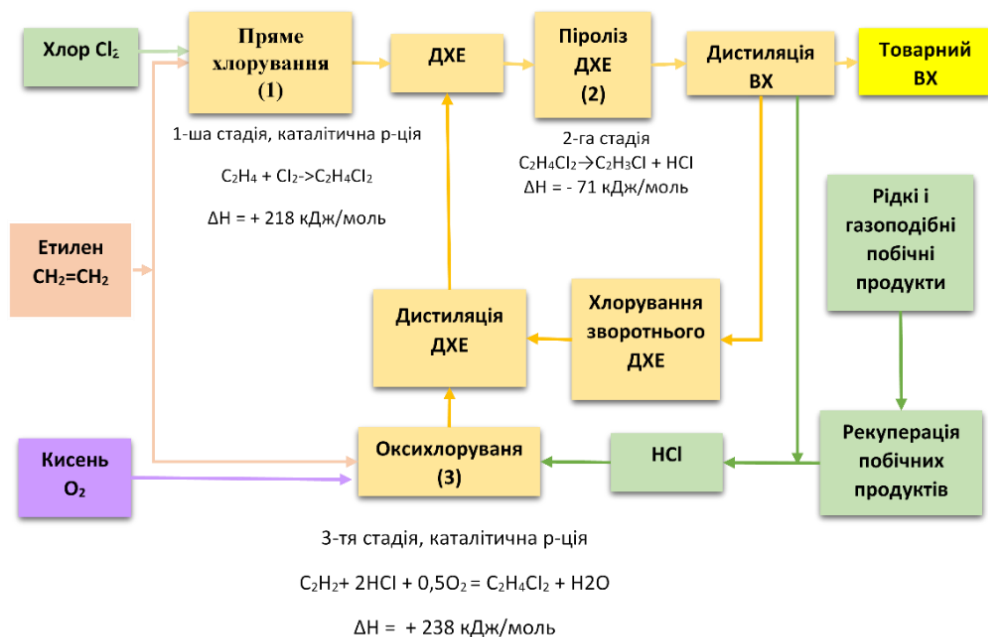 Хлор Cl₂
Пряме
хлорування
(1)
ДХЕ
Піроліз
ДХЕ
(2)
Дистиляція
ВХ
Товарний
ВХ
1-ша стадія, каталітична р-ція
C₂H₄ + Cl₂->C₂H₄Cl₂
ΔH = + 218 кДж/моль
2-га стадія
C₂H₄Cl₂→C₂H₃Cl + HCl
ΔH = - 71 кДж/моль
Етилен
CH₂=CH₂
Рідкі і
газоподібні
побічні
продукти
Дистиляція
ДХЕ
Хлорування
зворотнього
ДХЕ
Кисень
O₂
Оксихлоруваня
(3)
HCl
Рекуперація
побічних
продуктів
3-тя стадія, каталітична р-ція
C₂H₂+ 2HCl + 0,5O₂ = C₂H₄Cl₂ + H2O
ΔH = + 238 кДж/моль